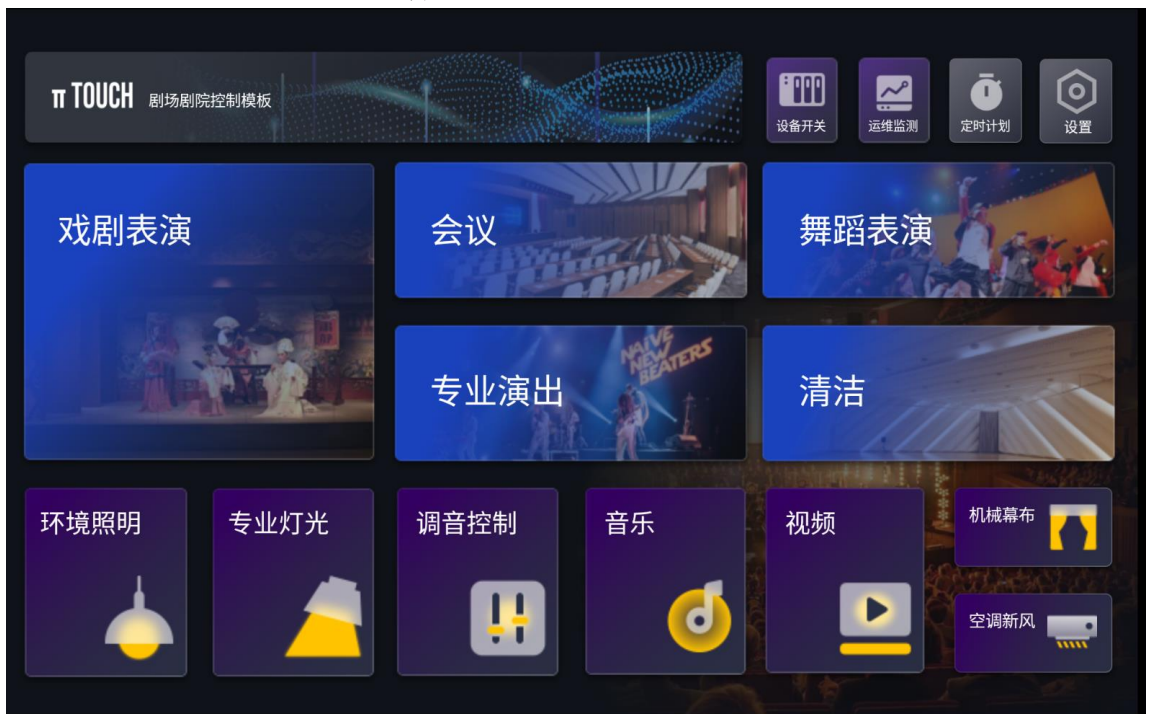 π TOUCH 剧场剧院控制模板
设备开关
运维监测
定时计划
设置
戏剧表演
会议
舞蹈表演
NAIVE
NEW
BEATERS
专业演出
清洁
环境照明
专业灯光
调音控制
音乐
视频
机械幕布
空调新风